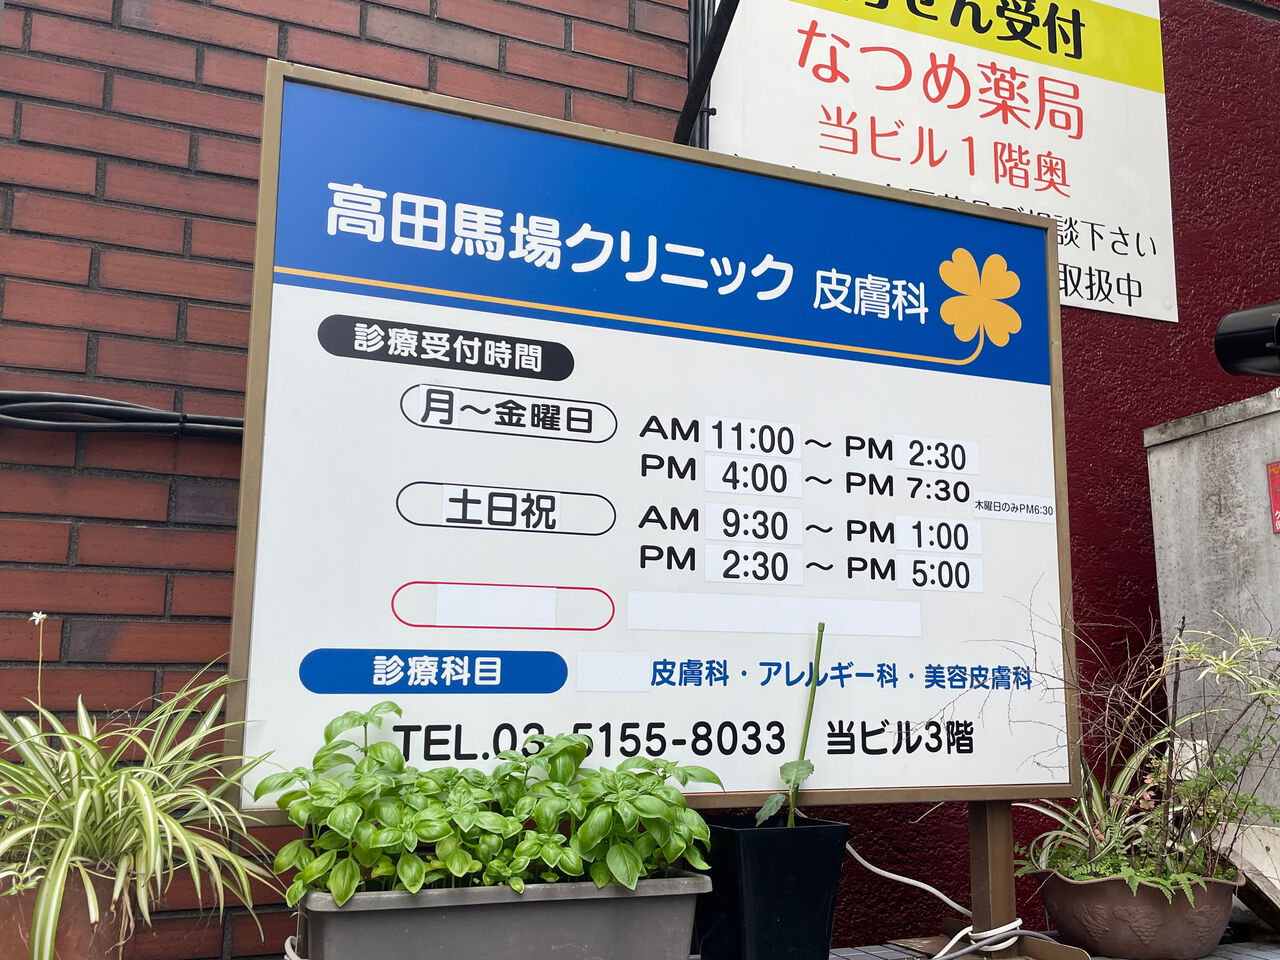 高田馬場クリニック 皮膚科
診療受付時間
月～金曜日 AM 11:00 ～ PM 2:30
PM 4:00 ～ PM 7:30 木曜日のみPM6:30
土日祝 AM 9:30 ～ PM 1:00
PM 2:30 ～ PM 5:00
診療科目 皮膚科・アレルギー科・美容皮膚科
TEL.03-5155-8033 当ビル3階
せん受付
なつめ薬局
当ビル1階奥
談下さい
取扱中